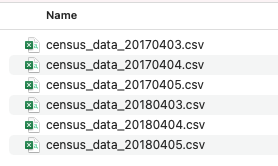 Name
census_data_20170403.csv
census_data_20170404.csv
census_data_20170405.csv
census_data_20180403.csv
census_data_20180404.csv
census_data_20180405.csv